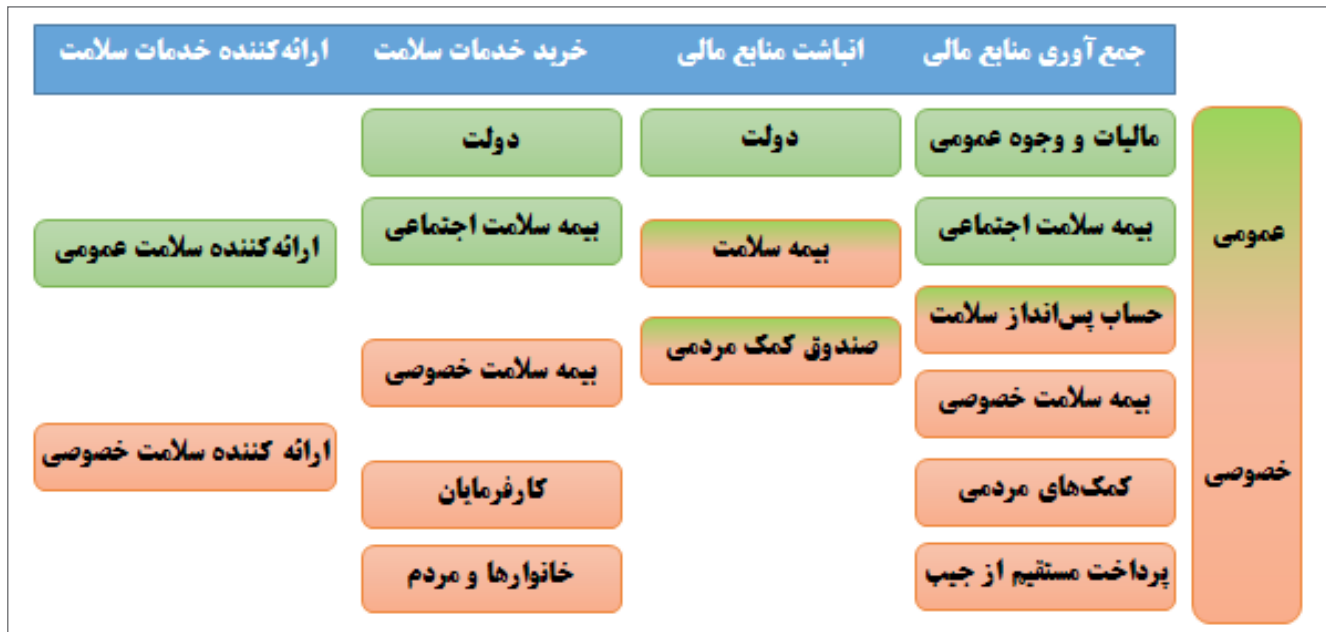 جمع‌آوری منابع مالی	انباشت منابع مالی	خرید خدمات سلامت	ارائه‌کننده خدمات سلامت
عمومی
خصوصی
مالیات و وجوه عمومی
بیمه سلامت اجتماعی
حساب پس‌انداز سلامت
بیمه سلامت خصوصی
کمک‌های مردمی
پرداخت مستقیم از جیب
دولت
بیمه سلامت
صندوق کمک مردمی
دولت
بیمه سلامت اجتماعی
بیمه سلامت خصوصی
کارفرمایان
خانوارها و مردم
ارائه‌کننده سلامت عمومی
ارائه کننده سلامت خصوصی